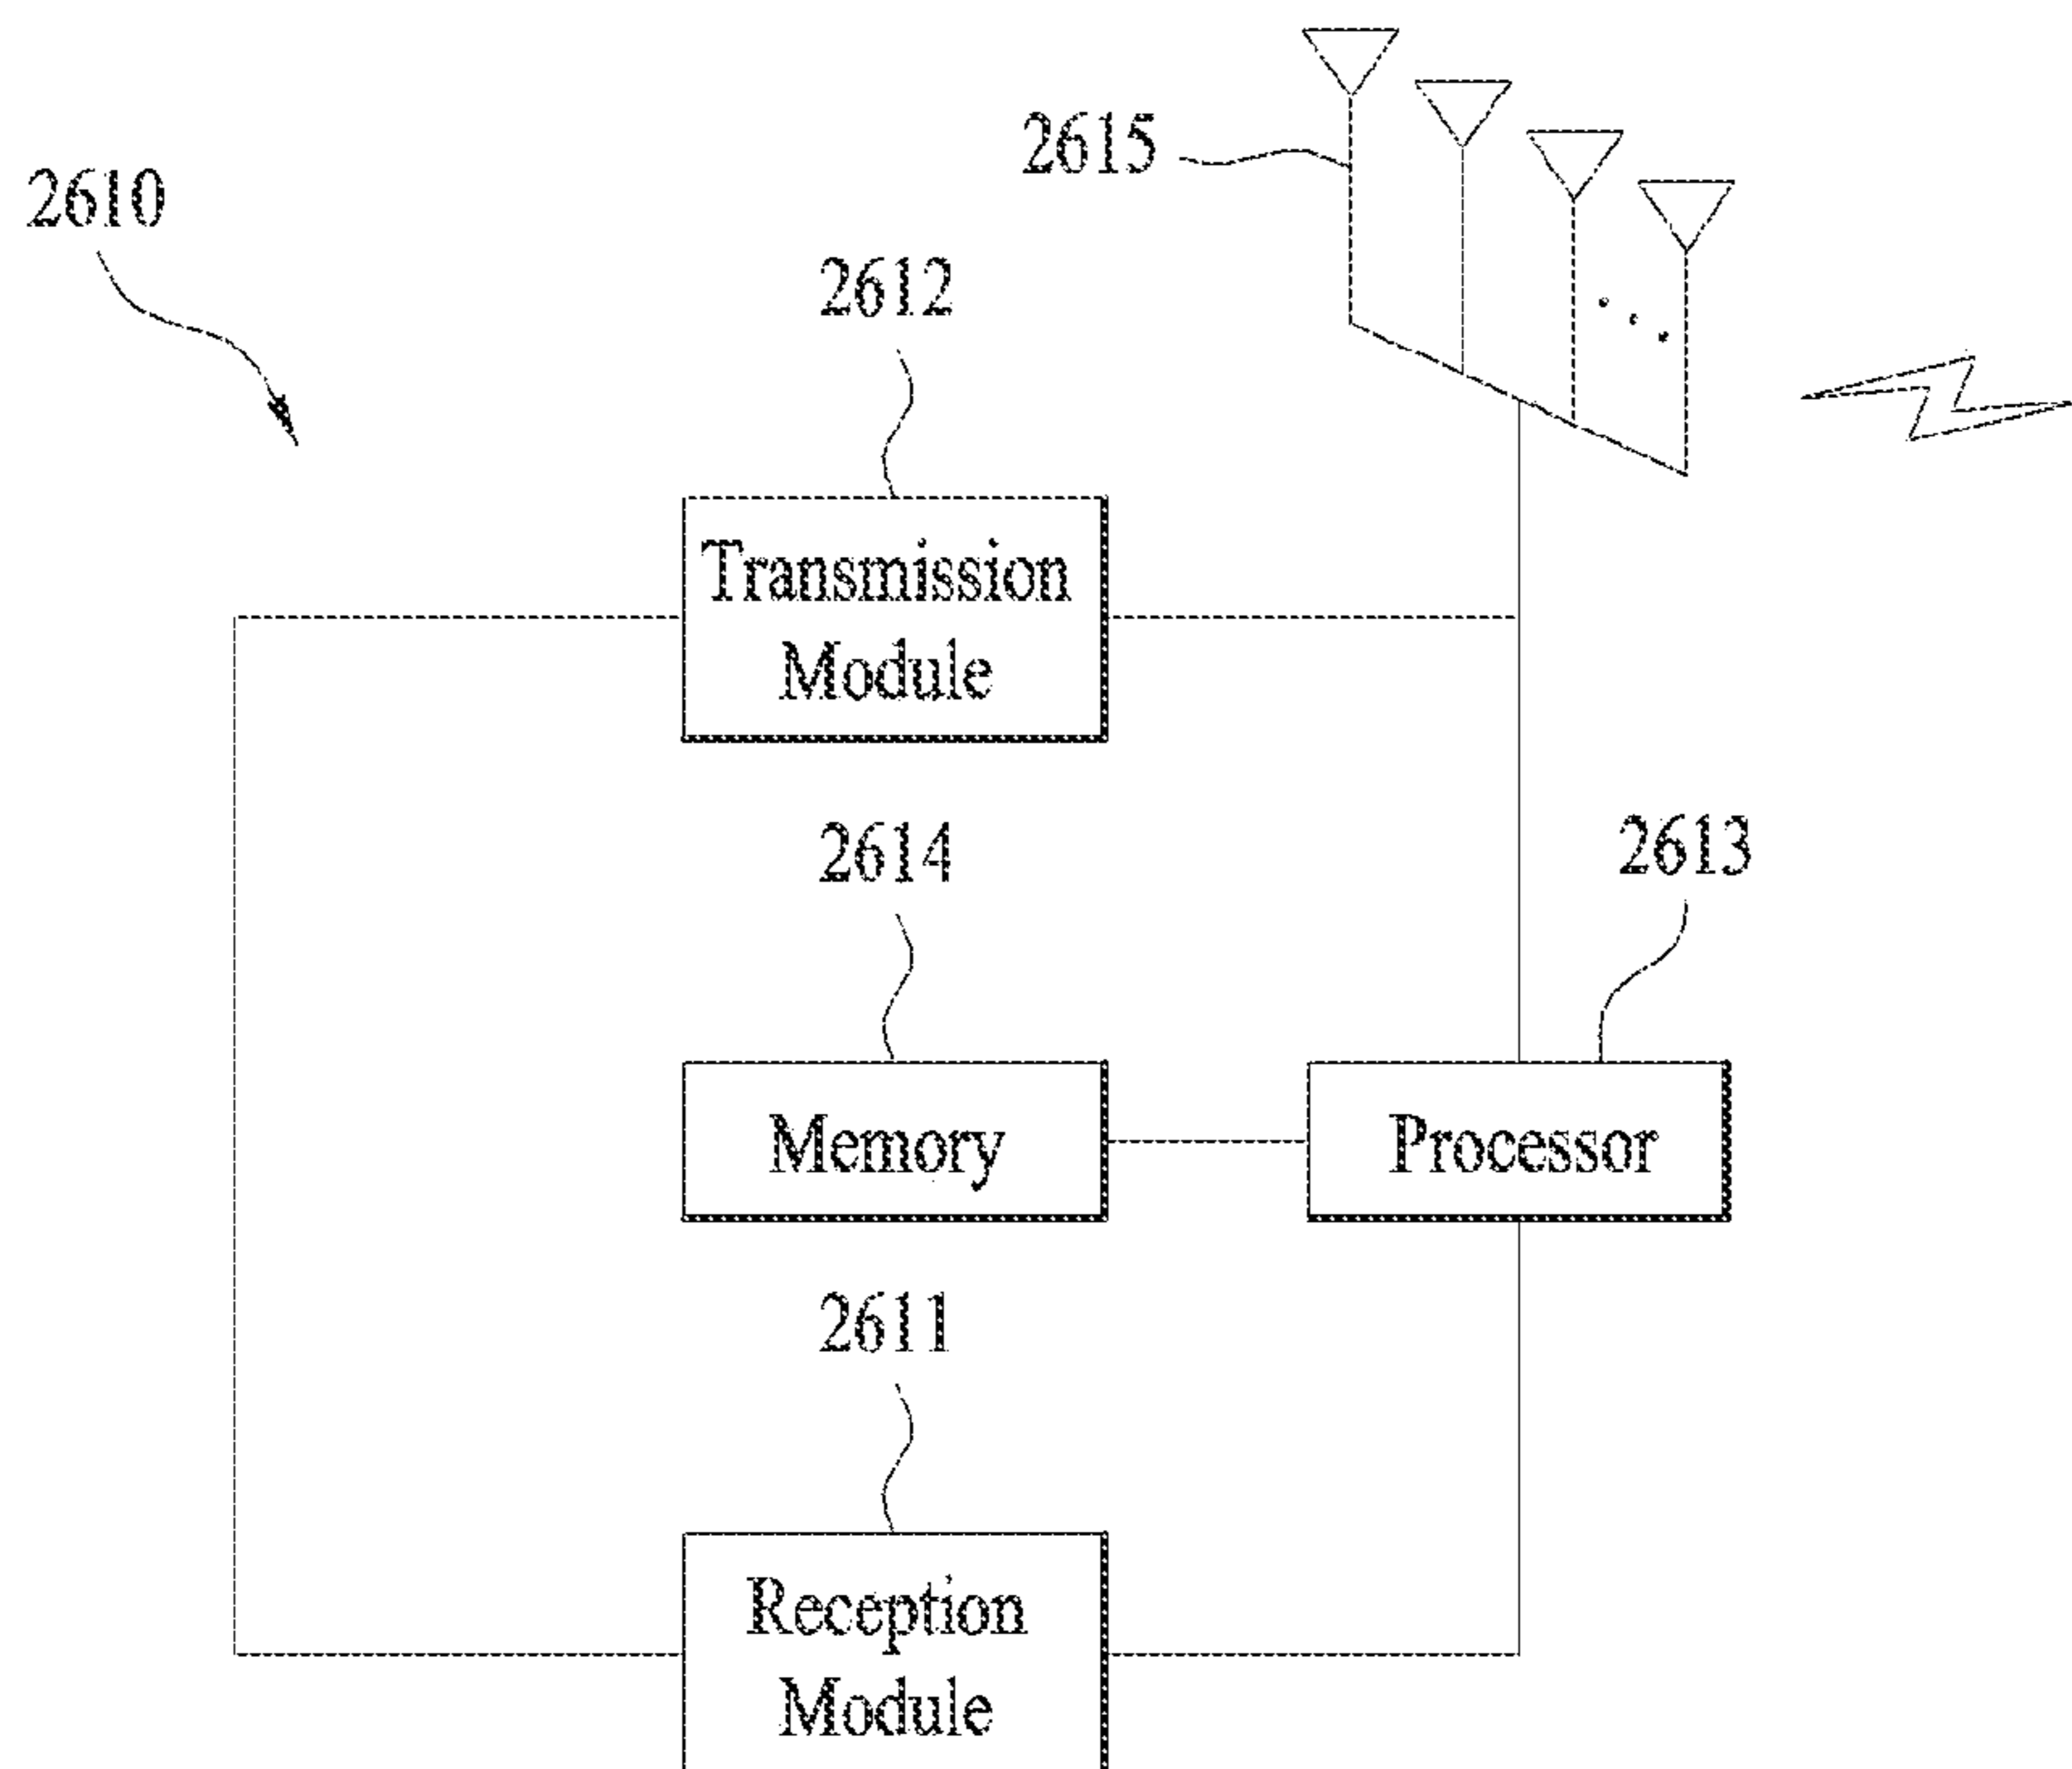 2615
2610
2612
Transmission
Module
2614
2613
Memory
Processor
2611
Reception
Module